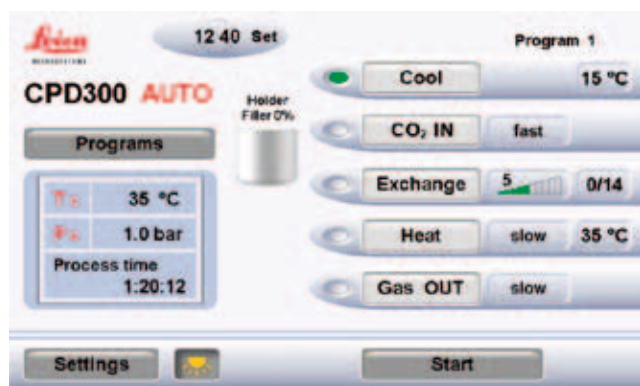 Leica
12 40 Set
Program 1
CPD300 AUTO
Holder
Filler 0%
Programs
35 °C
1.0 bar
Process time
1:20:12
Cool 15 °C
CO₂ IN fast
Exchange 5 0/14
Heat slow 35 °C
Gas OUT slow
Settings
Start